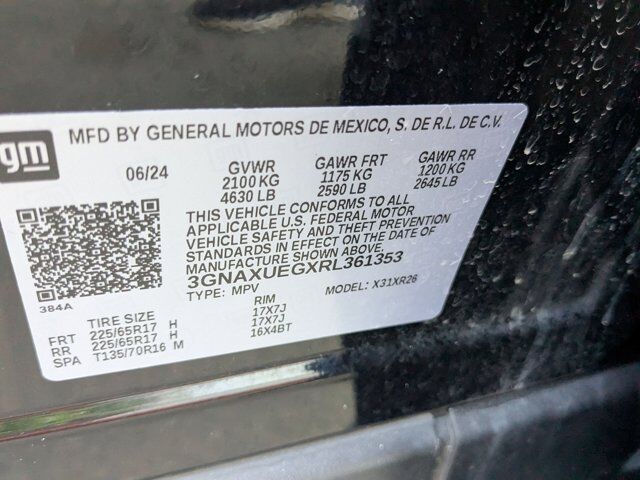 gm
MFD BY GENERAL MOTORS DE MEXICO, S. DE R.L. DE C.V.
06/24 GVWR GAWR FRT GAWR RR
2100 KG 1175 KG 1200 KG
4630 LB 2590 LB 2645 LB
THIS VEHICLE CONFORMS TO ALL
APPLICABLE U.S. FEDERAL MOTOR
VEHICLE SAFETY AND THEFT PREVENTION
STANDARDS IN EFFECT ON THE DATE OF
MANUFACTURE SHOWN ABOVE.
3GNAXUEGXRL361353
TYPE: MPV MODEL: X31XR26
384A
TIRE SIZE RIM
FRT 225/65R17 H 17X7J
RR 225/65R17 H 17X7J
SPA T135/70R16 M 16X4BT